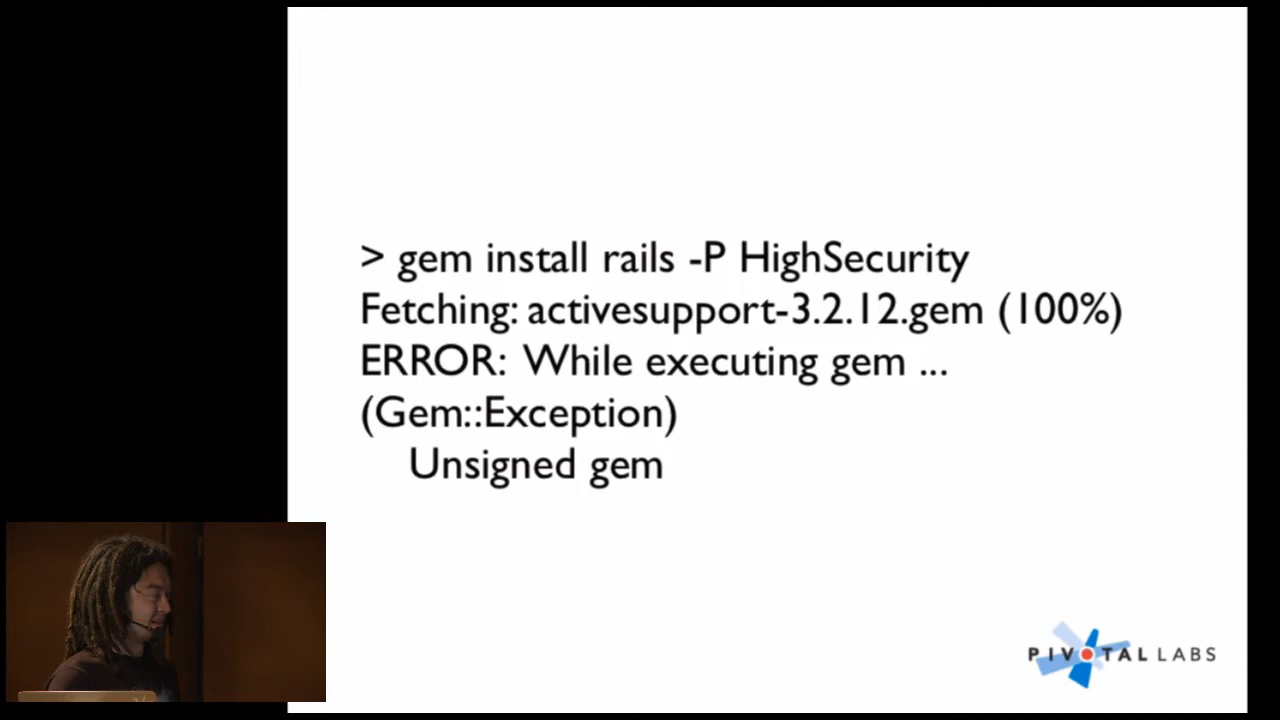 > gem install rails -P HighSecurity
Fetching: activesupport-3.2.12.gem (100%)
ERROR:  While executing gem ...
(Gem::Exception)
    Unsigned gem
PIVOTAL LABS